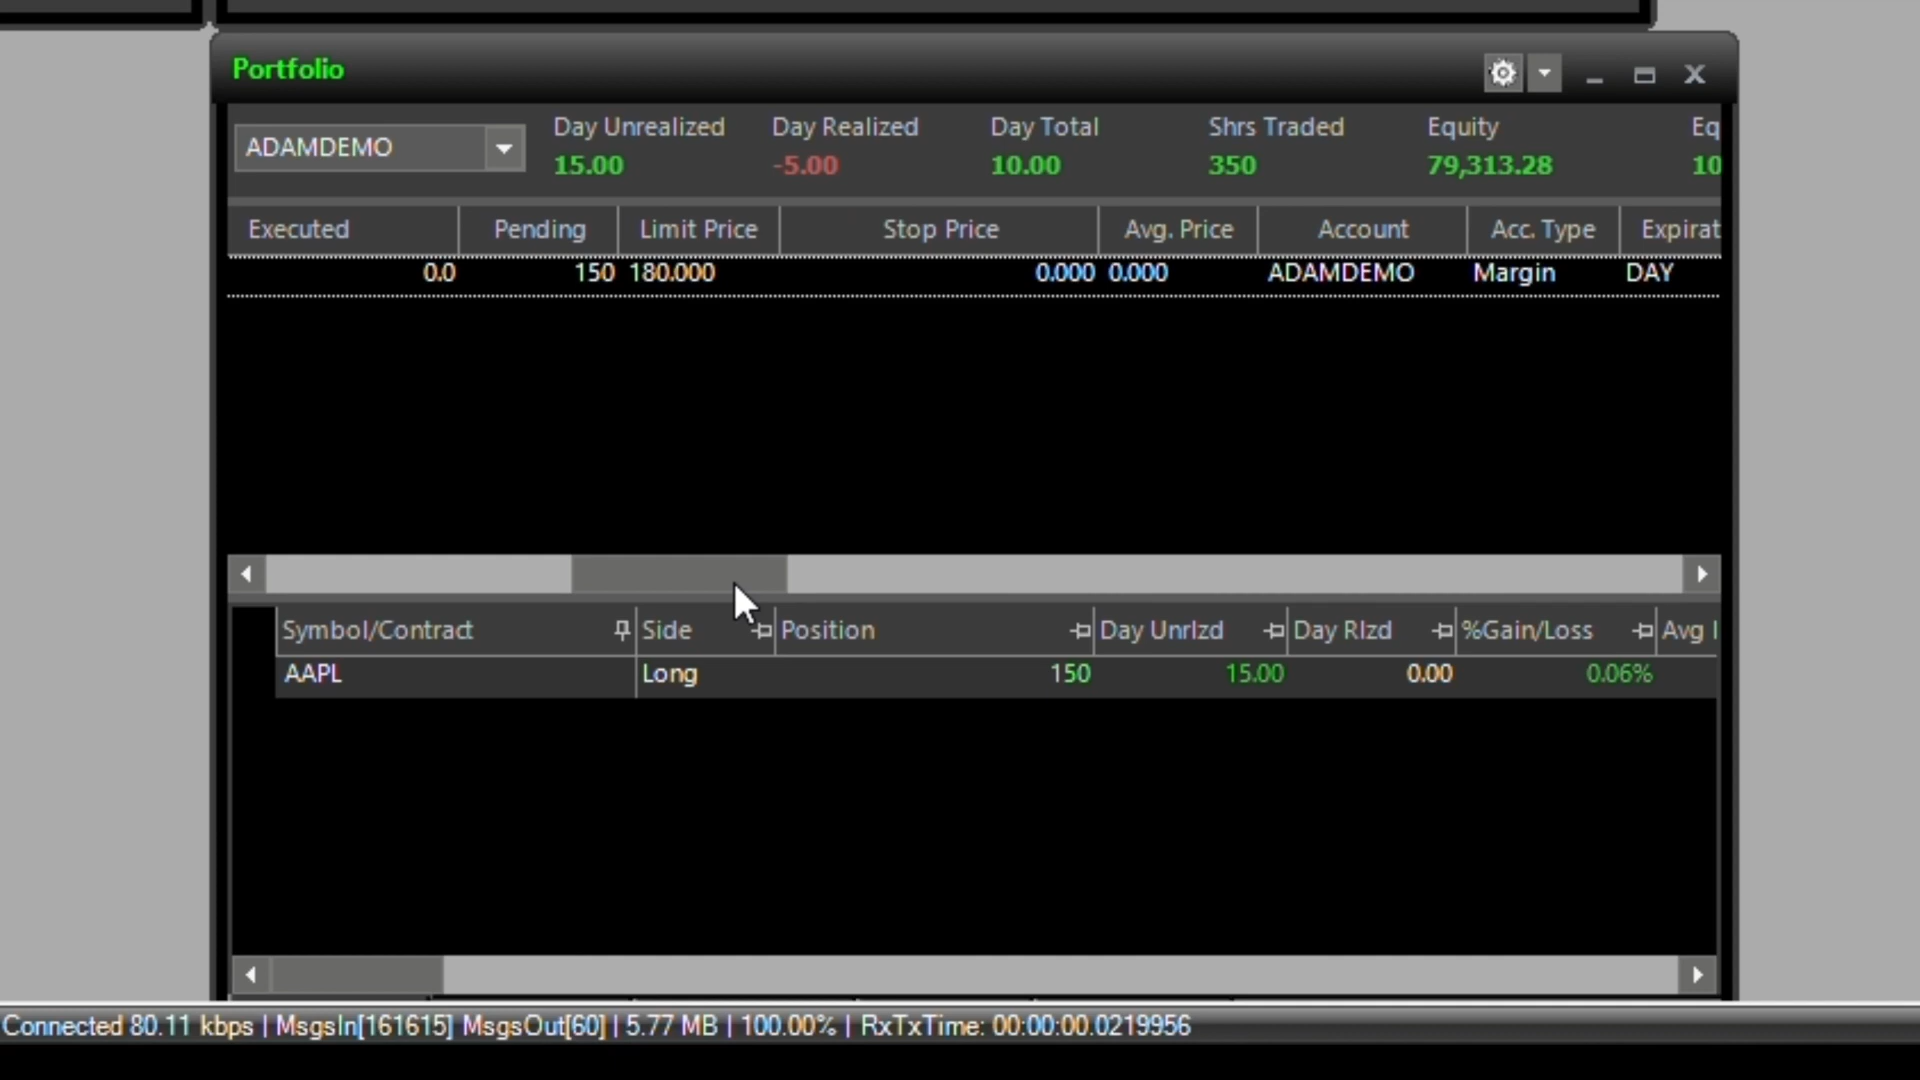 Portfolio
ADAMDEMO
Day Unrealized Day Realized Day Total Shrs Traded Equity Eq
15.00 -5.00 10.00 350 79,313.28 10
Executed Pending Limit Price Stop Price Avg. Price Account Acc. Type Expirat
0.0 150 180.000 0.000 0.000 ADAMDEMO Margin DAY
Symbol/Contract Side Position Day Unrlzd Day Rlzd %Gain/Loss Avg
AAPL Long 150 15.00 0.00 0.06%
Connected 80.11 kbps | MsgsIn[161615] MsgsOut[60] | 5.77 MB | 100.00% | RxTxTime: 00:00:00.0219956